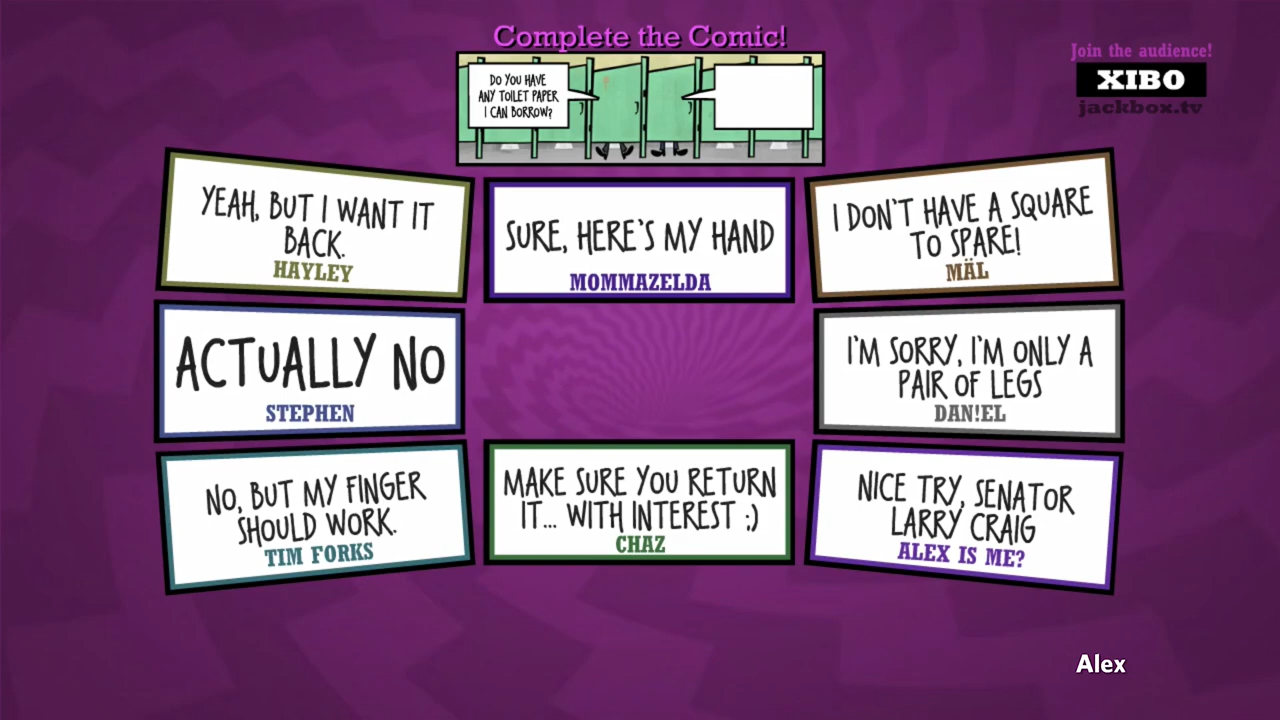 Complete the Comic!
Join the audience!
XIBO
jackbox.tv
DO YOU HAVE
ANY TOILET PAPER
I CAN BORROW?
YEAH, BUT I WANT IT
BACK.
HAYLEY
SURE, HERE'S MY HAND
MOMMAZELDA
I DON'T HAVE A SQUARE
TO SPARE!
MÄL
ACTUALLY NO
STEPHEN
I'M SORRY, I'M ONLY A
PAIR OF LEGS
DAN!EL
NO, BUT MY FINGER
SHOULD WORK.
TIM FORKS
MAKE SURE YOU RETURN
IT... WITH INTEREST ;)
CHAZ
NICE TRY, SENATOR
LARRY CRAIG
ALEX IS ME?
Alex